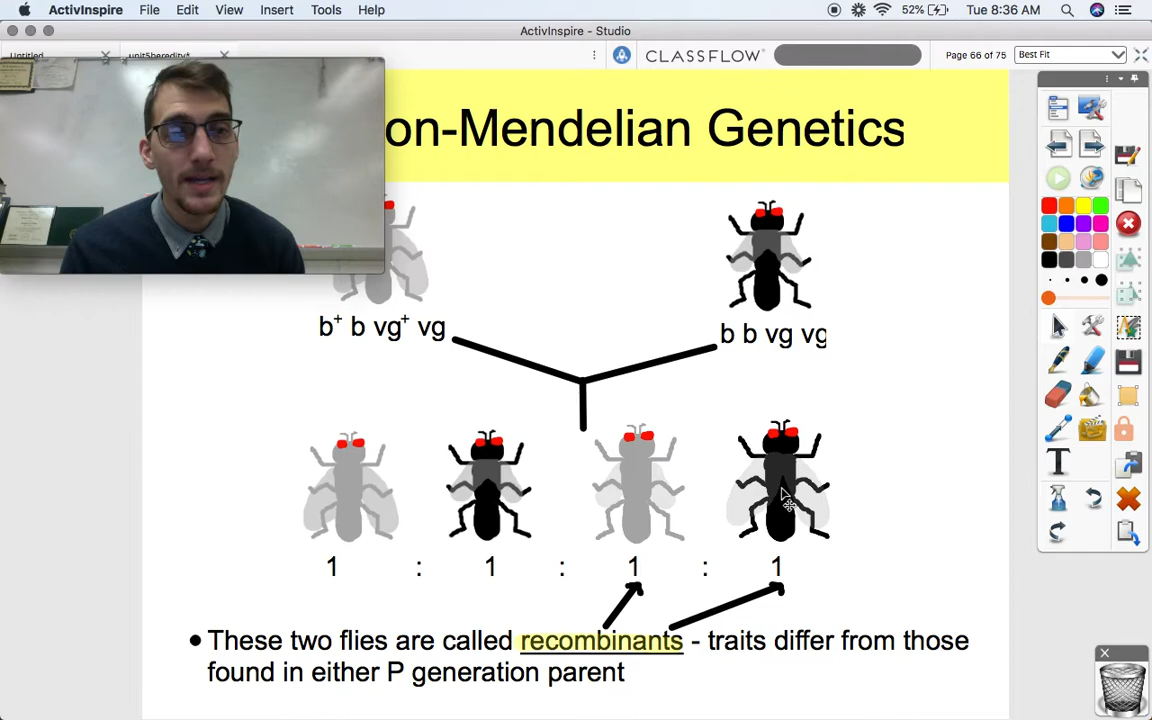 ActivInspire File Edit View Insert Tools Help 52% Tue 8:36 AM
ActivInspire - Studio
Untitled unit5heredity*
CLASSFLOW
Page 66 of 75 Best Fit
on-Mendelian Genetics
b+ b vg+ vg
b b vg vg
1 : 1 : 1 : 1
• These two flies are called recombinants - traits differ from those
found in either P generation parent
T